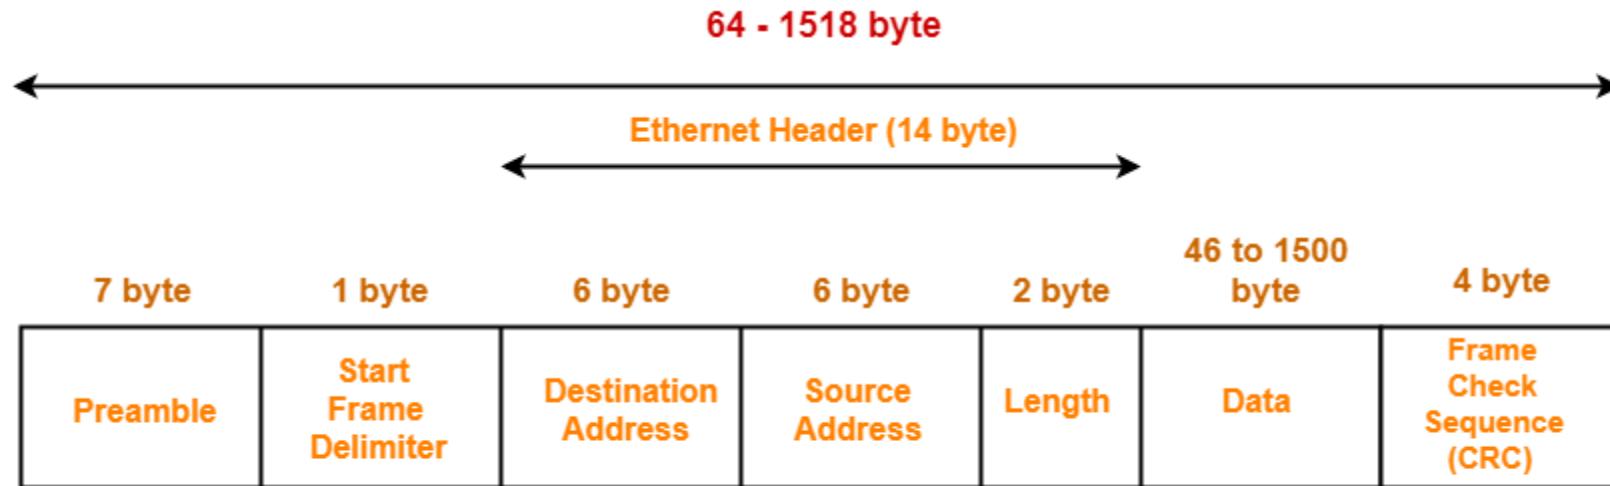 64 - 1518 byte
Ethernet Header (14 byte)
7 byte
1 byte
6 byte
6 byte
2 byte
46 to 1500
byte
4 byte
Preamble
Start
Frame
Delimiter
Destination
Address
Source
Address
Length
Data
Frame
Check
Sequence
(CRC)